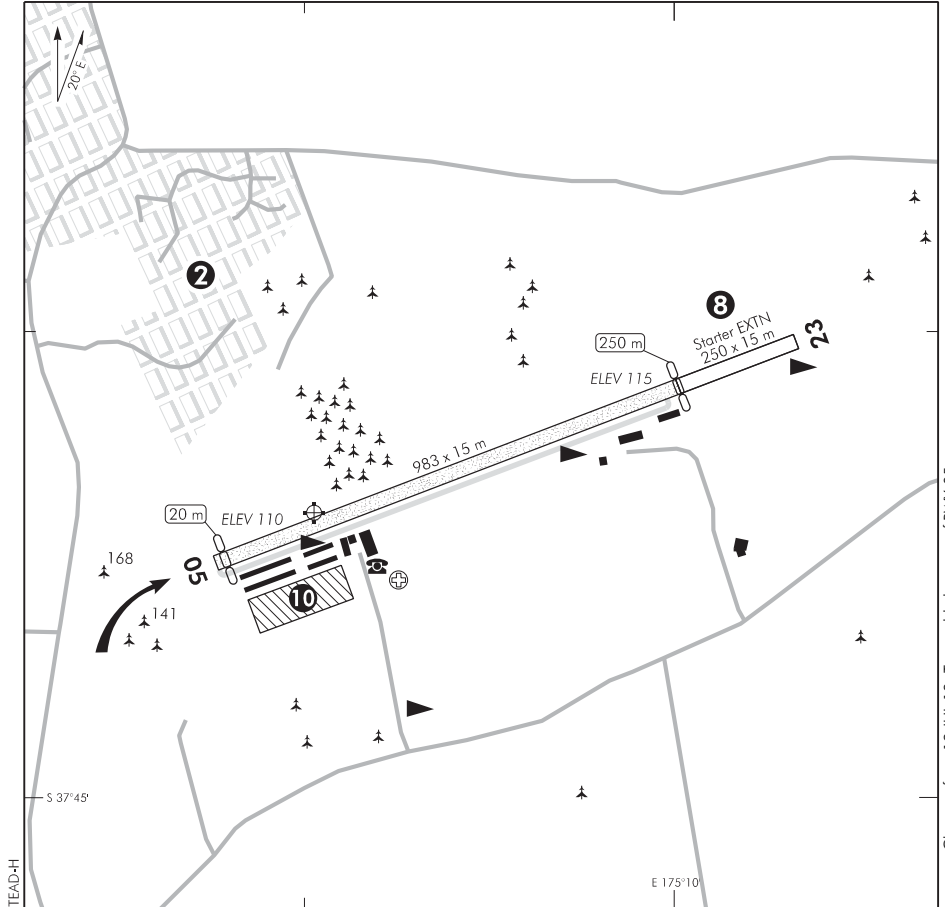 20° E
2
8
Starter EXTN
250 x 15 m
23
250 m
ELEV 115
983 x 15 m
20 m
ELEV 110
05
168
141
10
S 37°45'
E 175°10'
TEAD-H